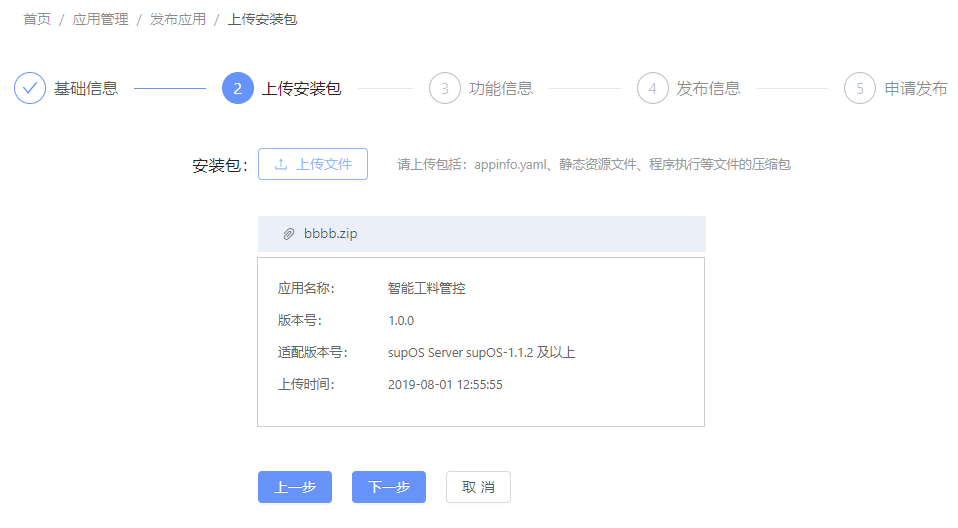 首页 / 应用管理 / 发布应用 / 上传安装包
基础信息 2 上传安装包 3 功能信息 4 发布信息 5 申请发布
安装包： 上传文件 请上传包括：appinfo.yaml、静态资源文件、程序执行等文件的压缩包
bbbb.zip
应用名称： 智能工料管控
版本号： 1.0.0
适配版本号： supOS Server supOS-1.1.2 及以上
上传时间： 2019-08-01 12:55:55
上一步 下一步 取 消